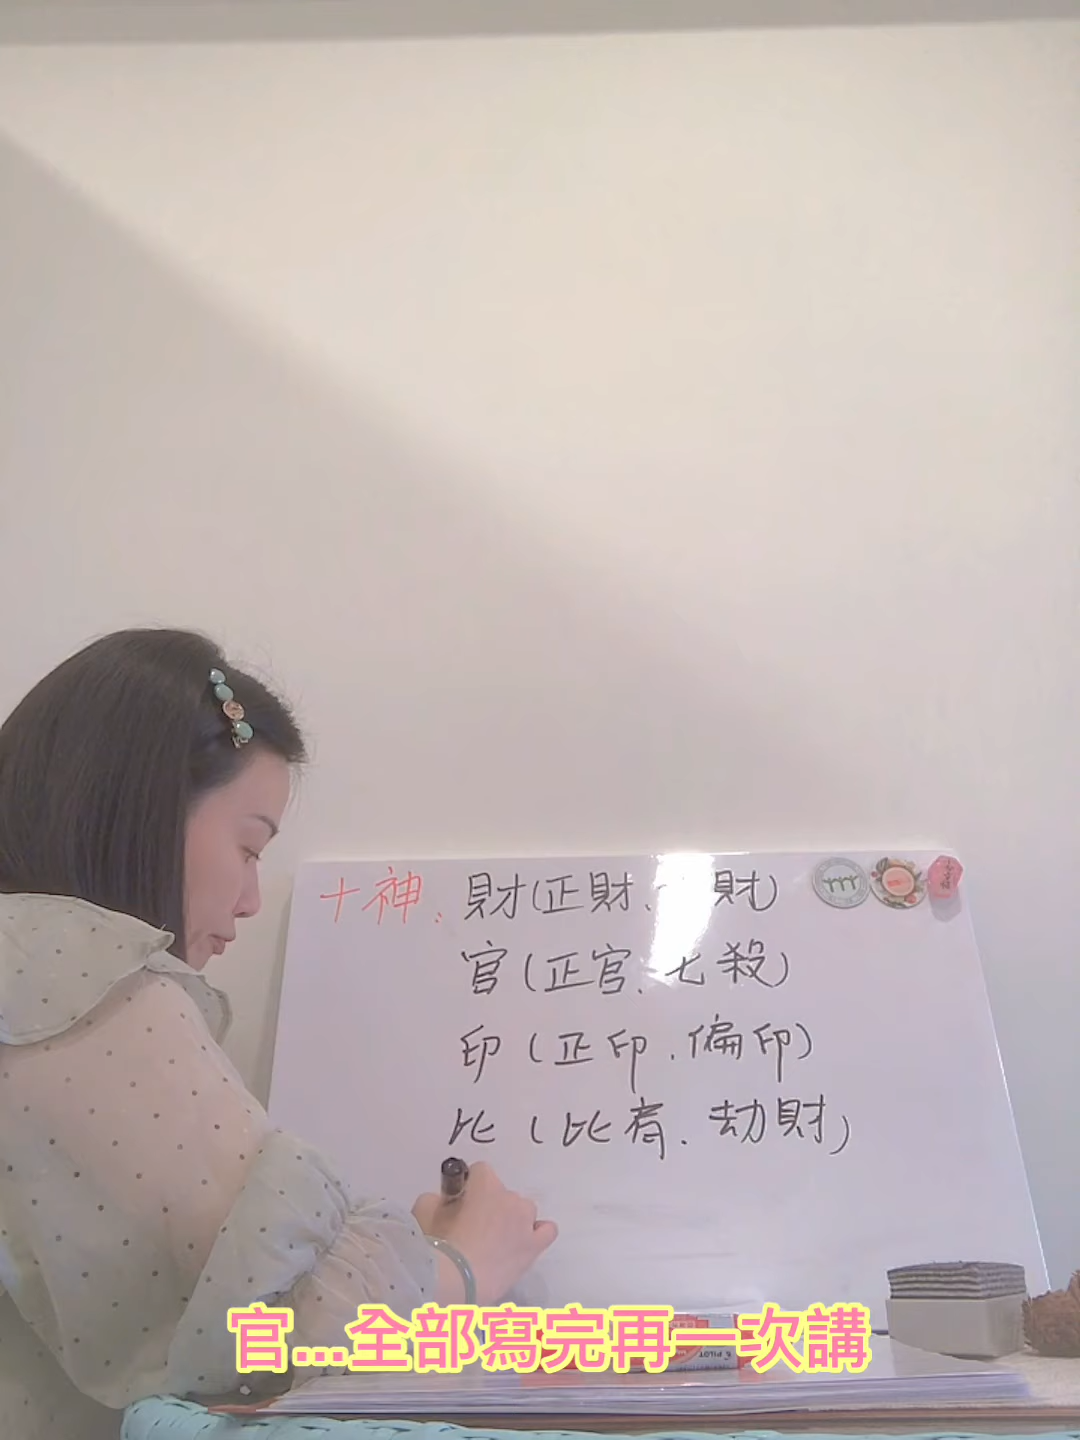 十神: 財(正財、財)
官(正官、七殺)
印(正印、偏印)
比(比肩、劫財)
PILOT
官...全部寫完再一次講